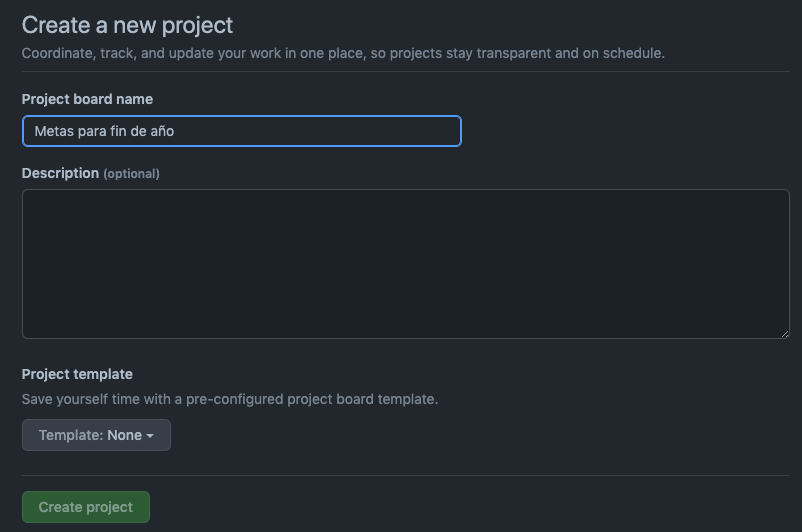 Create a new project
Coordinate, track, and update your work in one place, so projects stay transparent and on schedule.
Project board name
Metas para fin de año
Description (optional)
Project template
Save yourself time with a pre-configured project board template.
Template: None
Create project